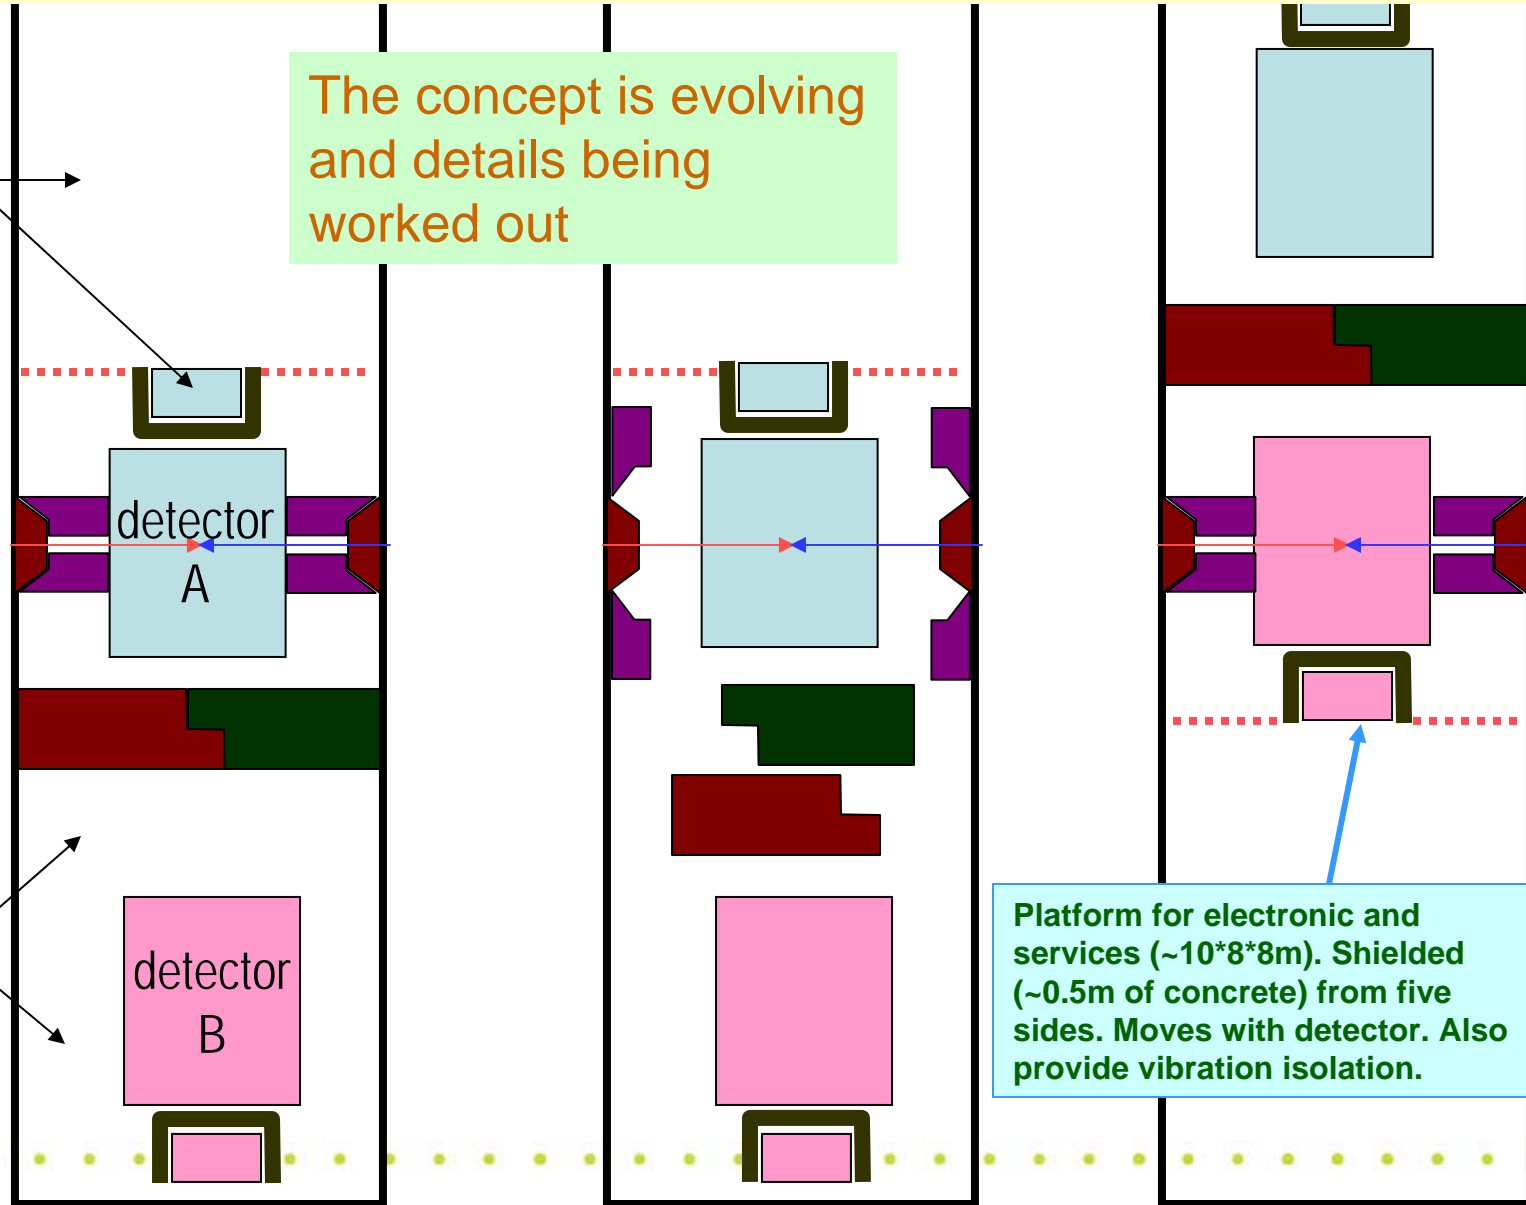 The concept is evolving
and details being
worked out
detector
A
detector
B
Platform for electronic and
services (~10*8*8m). Shielded
(~0.5m of concrete) from five
sides. Moves with detector. Also
provide vibration isolation.